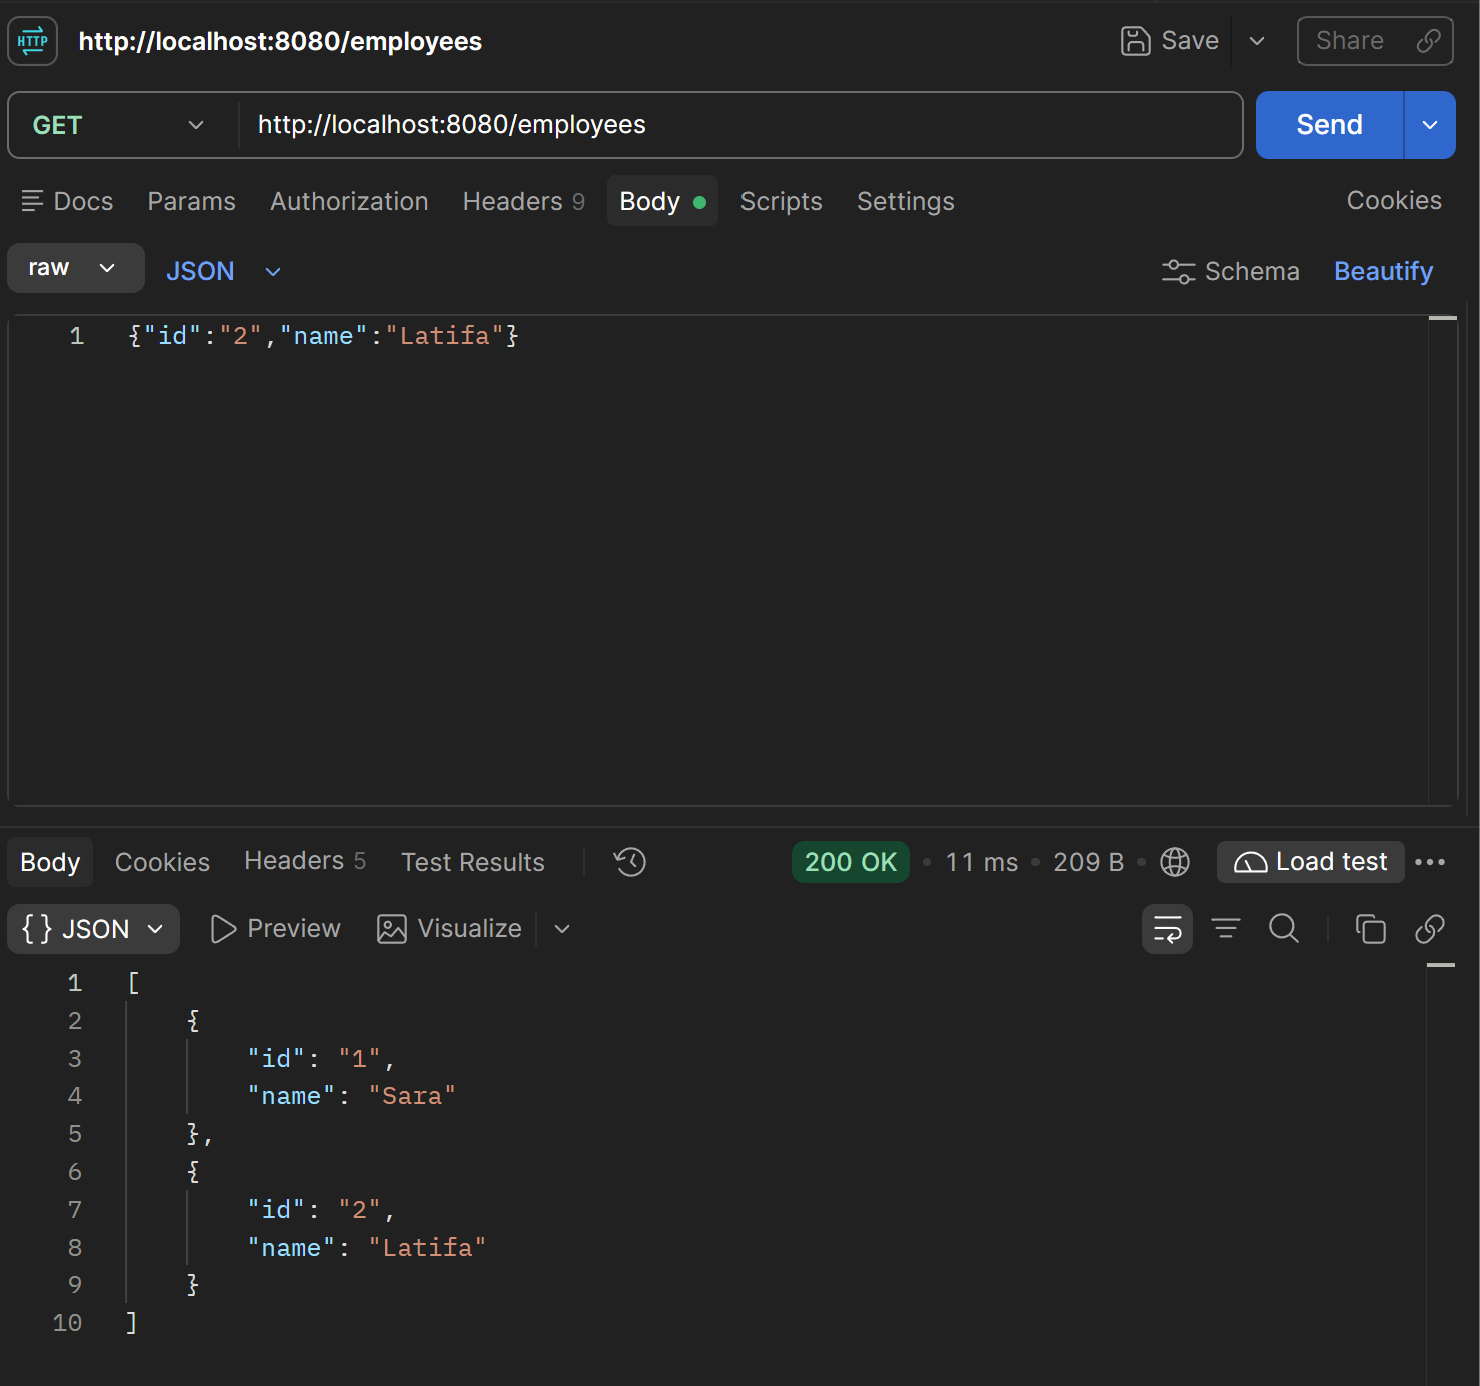 HTTP http://localhost:8080/employees Save Share
GET http://localhost:8080/employees Send
Docs Params Authorization Headers 9 Body Scripts Settings Cookies
raw JSON Schema Beautify
1 {"id":"2","name":"Latifa"}
Body Cookies Headers 5 Test Results 200 OK • 11 ms • 209 B • Load test
{ } JSON Preview Visualize
1 [
2 {
3 "id": "1",
4 "name": "Sara"
5 },
6 {
7 "id": "2",
8 "name": "Latifa"
9 }
10 ]